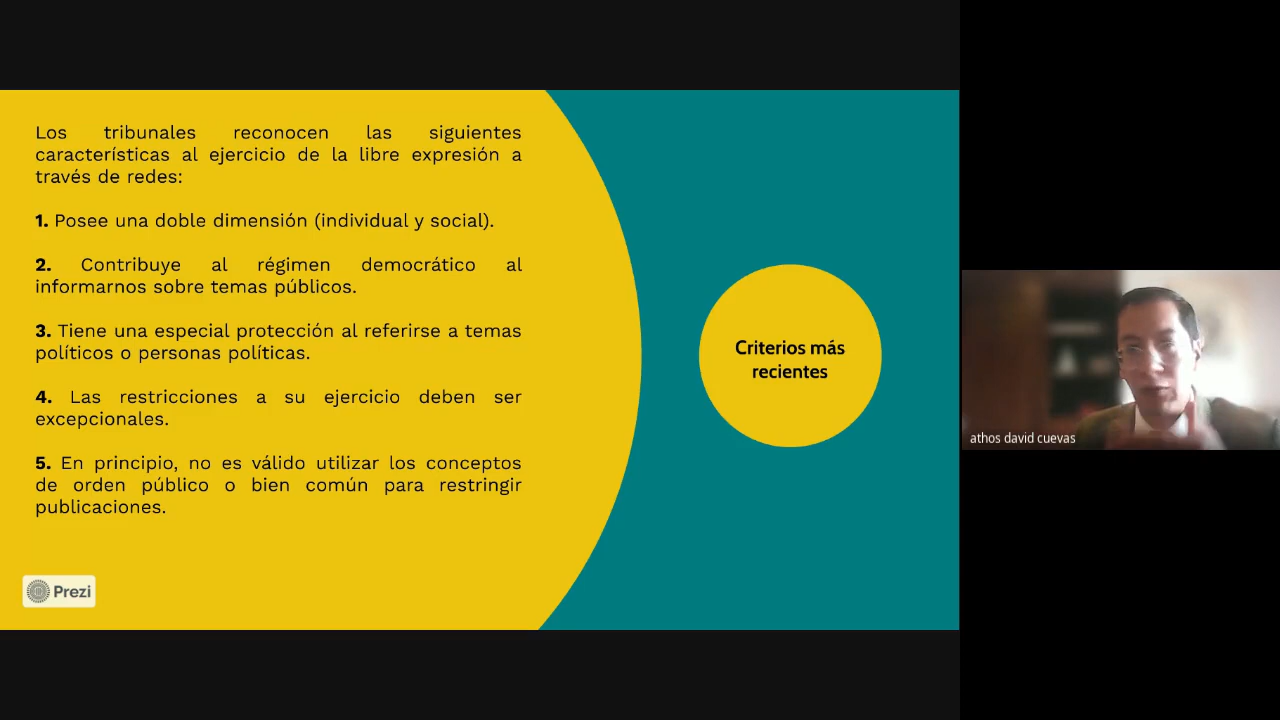 Los tribunales reconocen las siguientes
características al ejercicio de la libre expresión a
través de redes:
1. Posee una doble dimensión (individual y social).
2. Contribuye al régimen democrático al
informarnos sobre temas públicos.
3. Tiene una especial protección al referirse a temas
políticos o personas políticas.
4. Las restricciones a su ejercicio deben ser
excepcionales.
5. En principio, no es válido utilizar los conceptos
de orden público o bien común para restringir
publicaciones.
Prezi
Criterios más
recientes
athos david cuevas